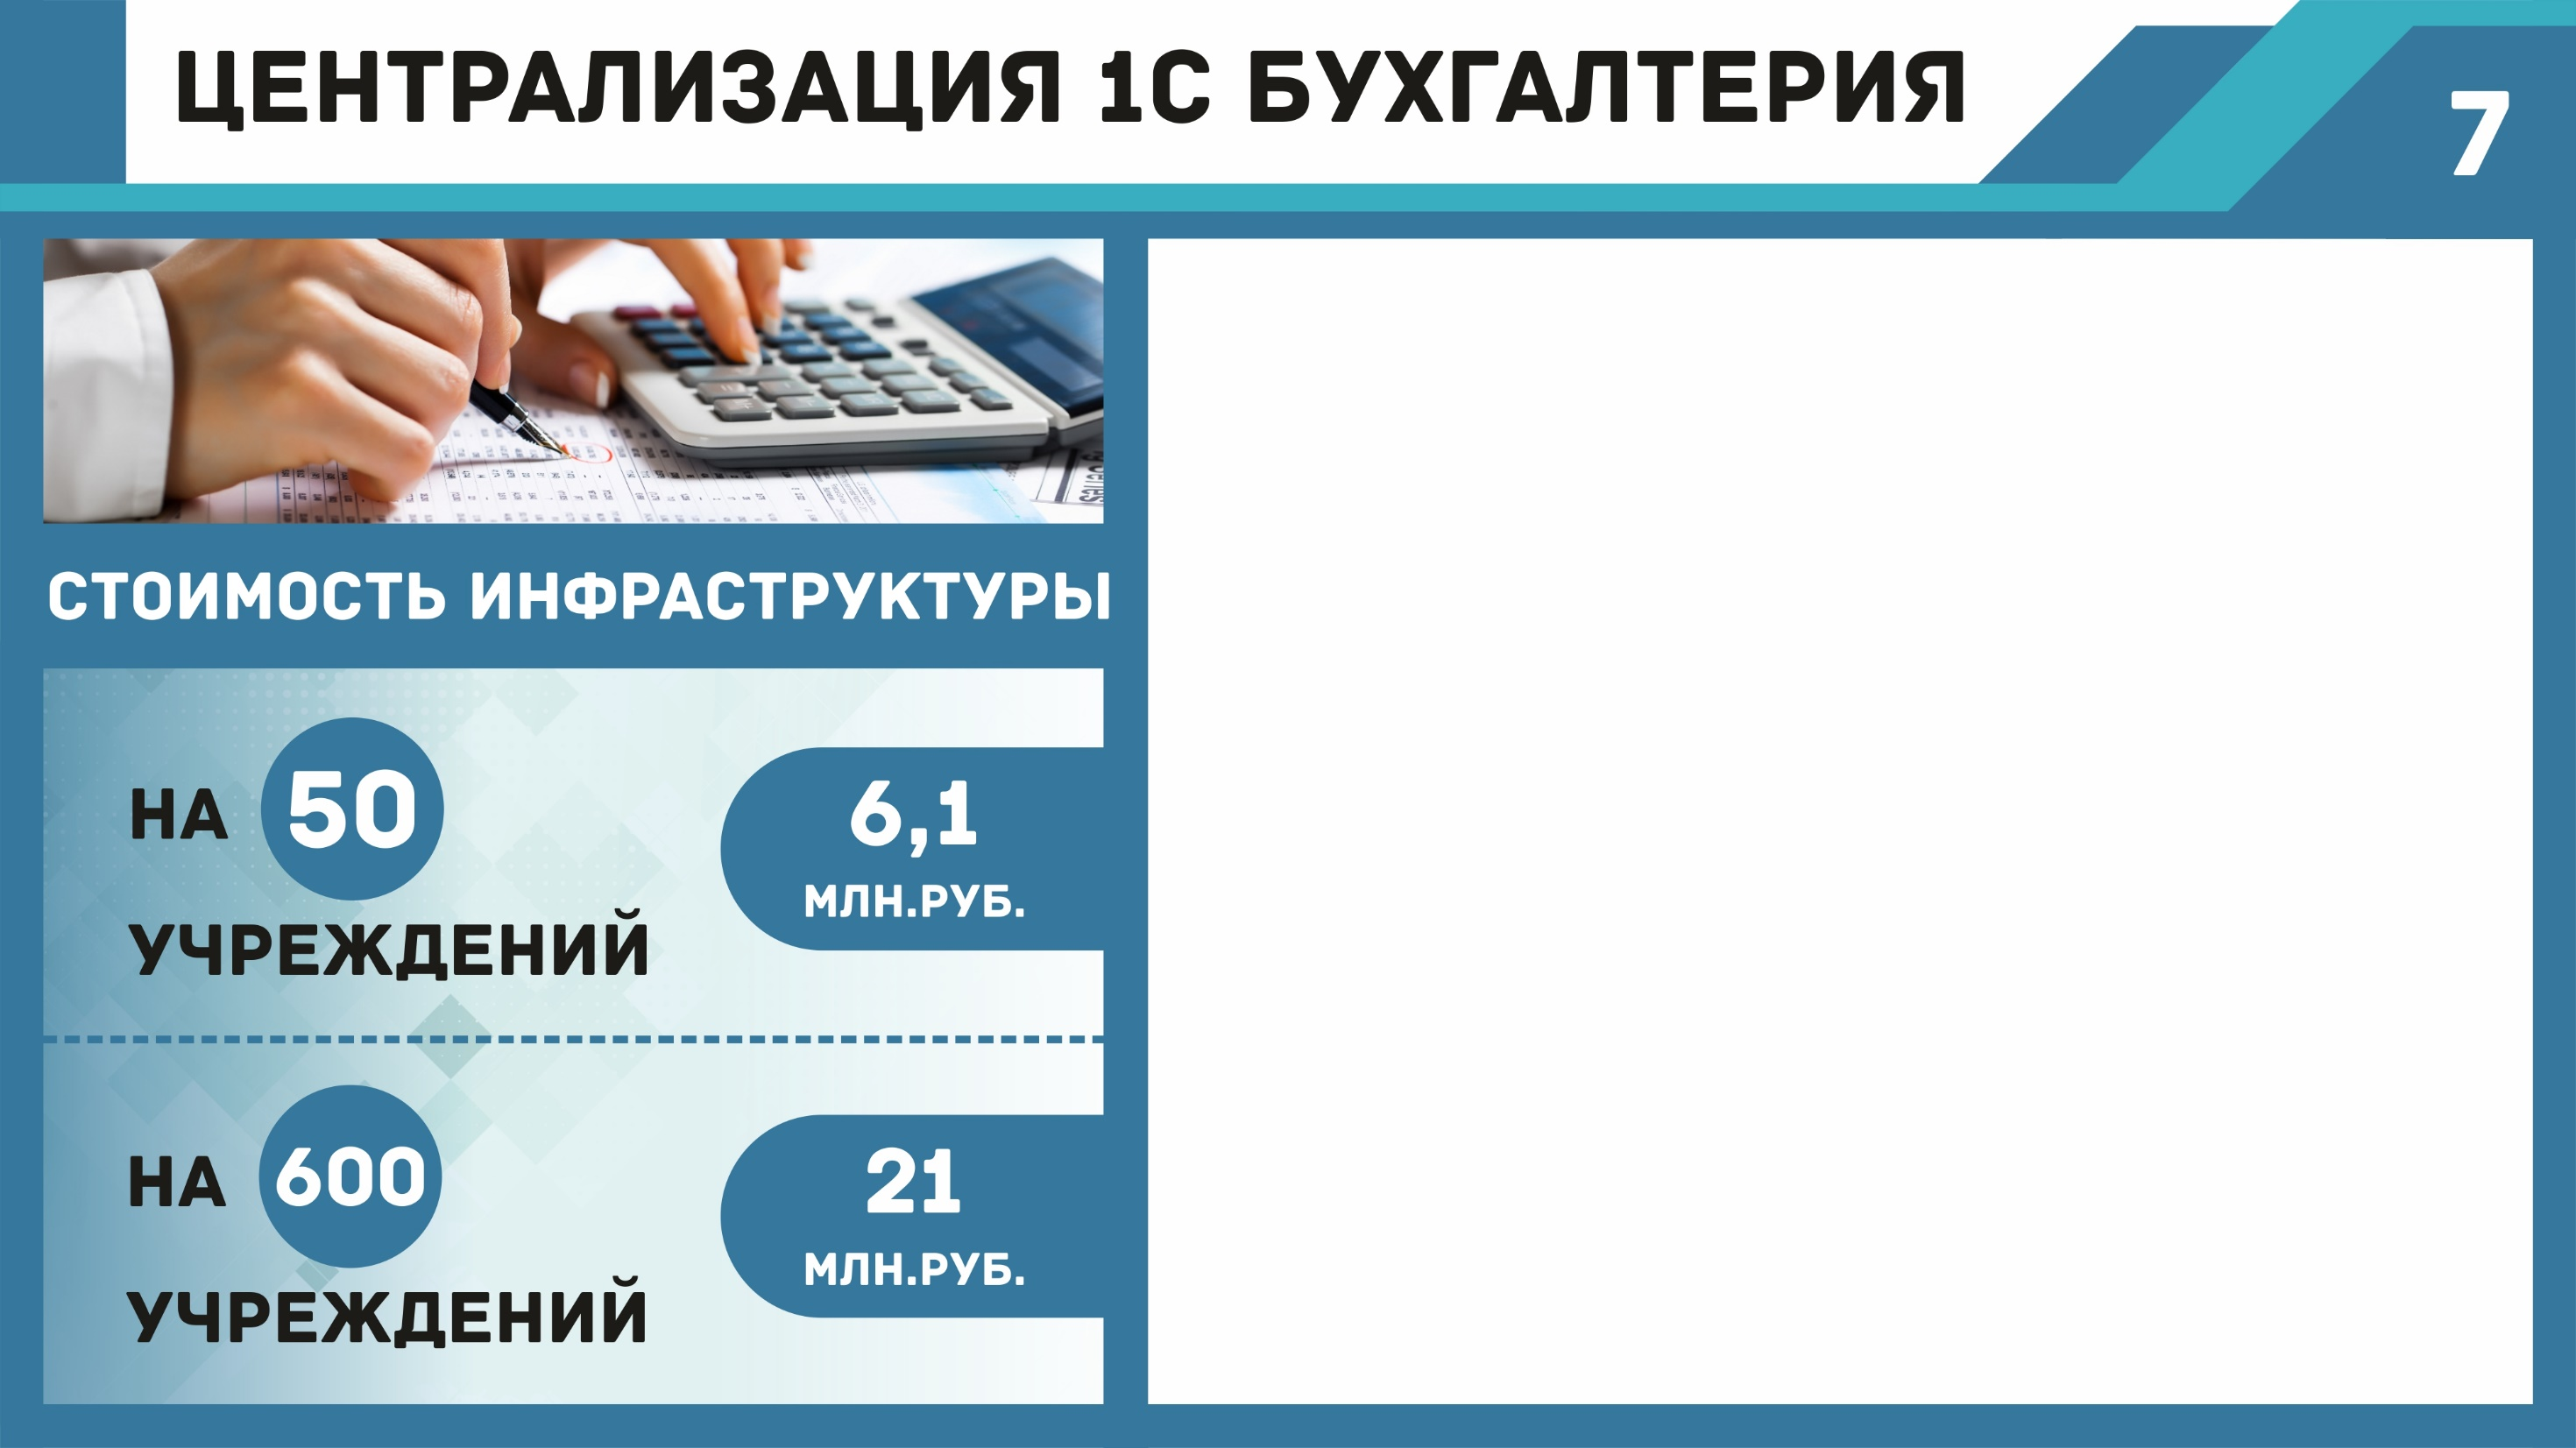 ЦЕНТРАЛИЗАЦИЯ 1С БУХГАЛТЕРИЯ
7
СТОИМОСТЬ ИНФРАСТРУКТУРЫ
НА 50
УЧРЕЖДЕНИЙ
6,1
МЛН.РУБ.
НА 600
УЧРЕЖДЕНИЙ
21
МЛН.РУБ.